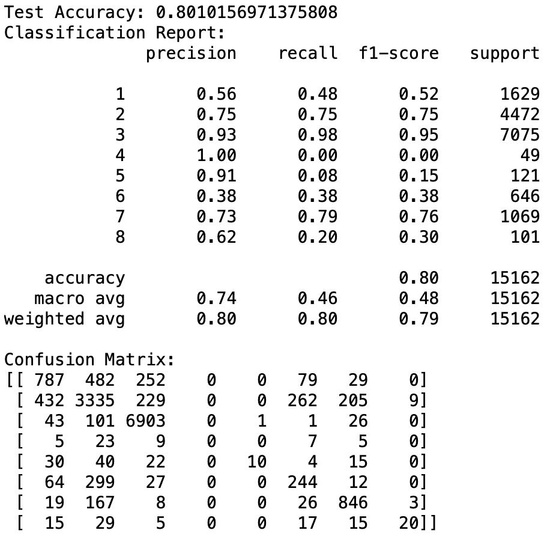 Test Accuracy: 0.8010156971375808
Classification Report:
              precision    recall  f1-score   support

           1       0.56      0.48      0.52      1629
           2       0.75      0.75      0.75      4472
           3       0.93      0.98      0.95      7075
           4       1.00      0.00      0.00        49
           5       0.91      0.08      0.15       121
           6       0.38      0.38      0.38       646
           7       0.73      0.79      0.76      1069
           8       0.62      0.20      0.30       101

    accuracy                           0.80     15162
   macro avg       0.74      0.46      0.48     15162
weighted avg       0.80      0.80      0.79     15162

Confusion Matrix:
[[ 787  482  252    0    0   79   29    0]
 [ 432 3335  229    0    0  262  205    9]
 [  43  101 6903    0    1    1   26    0]
 [   5   23    9    0    0    7    5    0]
 [  30   40   22    0   10    4   15    0]
 [  64  299   27    0    0  244   12    0]
 [  19  167    8    0    0   26  846    3]
 [  15   29    5    0    0   17   15   20]]